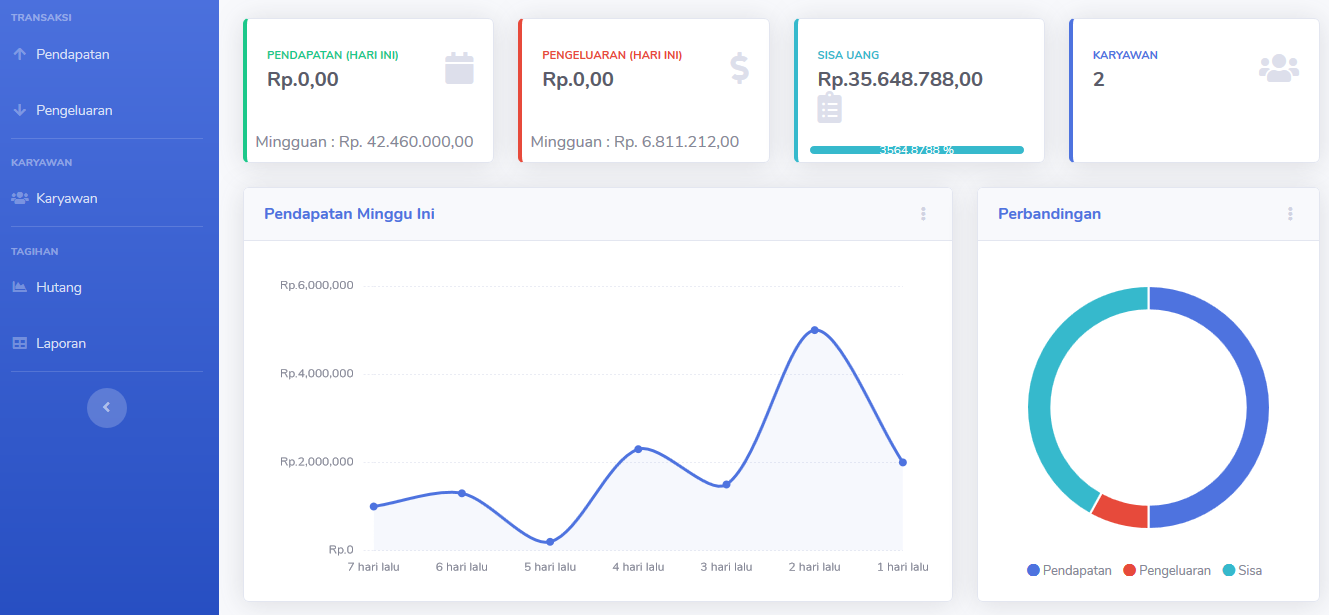 TRANSAKSI
Pendapatan
Pengeluaran
KARYAWAN
Karyawan
TAGIHAN
Hutang
Laporan
PENDAPATAN (HARI INI)
Rp.0,00
Mingguan : Rp. 42.460.000,00
PENGELUARAN (HARI INI)
Rp.0,00
Mingguan : Rp. 6.811.212,00
SISA UANG
Rp.35.648.788,00
3564.8788 %
KARYAWAN
2
Pendapatan Minggu Ini
Rp.6,000,000
Rp.4,000,000
Rp.2,000,000
Rp.0
7 hari lalu 6 hari lalu 5 hari lalu 4 hari lalu 3 hari lalu 2 hari lalu 1 hari lalu
Perbandingan
Pendapatan Pengeluaran Sisa